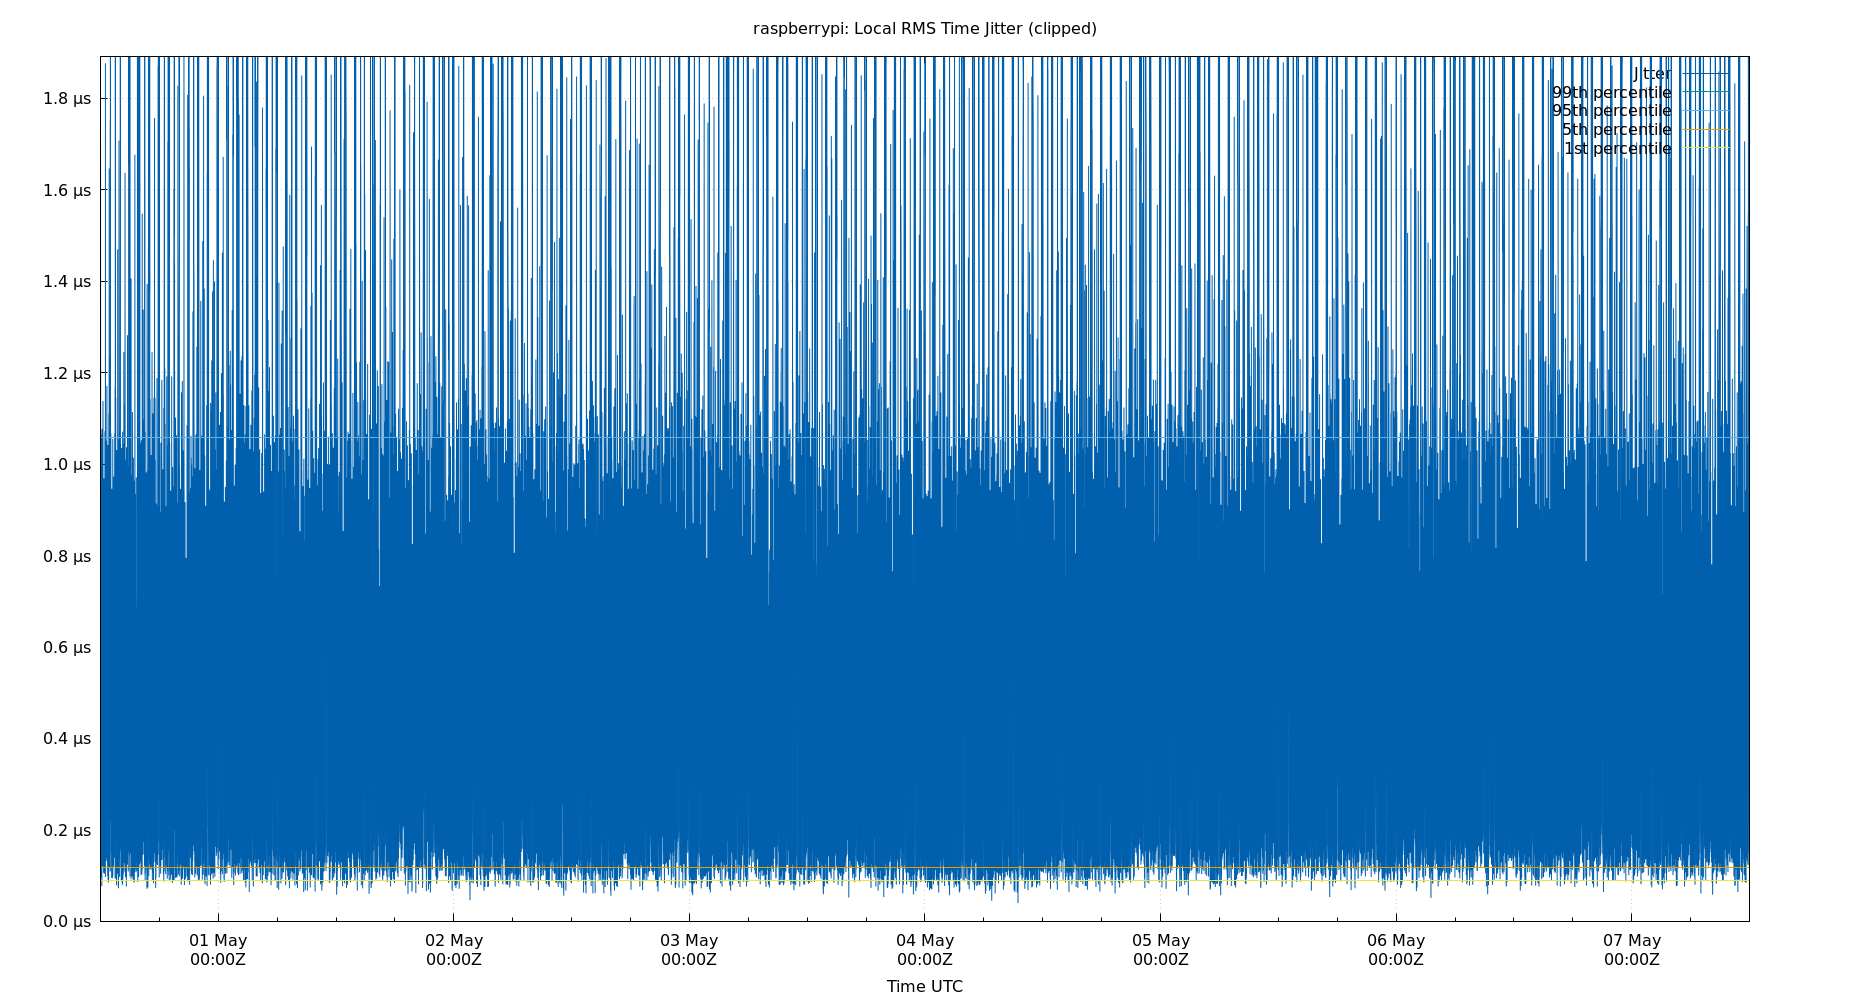 raspberrypi: Local RMS Time Jitter (clipped)
Jitter
99th percentile
95th percentile
5th percentile
1st percentile
1.8 µs
1.6 µs
1.4 µs
1.2 µs
1.0 µs
0.8 µs
0.6 µs
0.4 µs
0.2 µs
0.0 µs
01 May 02 May 03 May 04 May 05 May 06 May 07 May
00:00Z 00:00Z 00:00Z 00:00Z 00:00Z 00:00Z 00:00Z
Time UTC